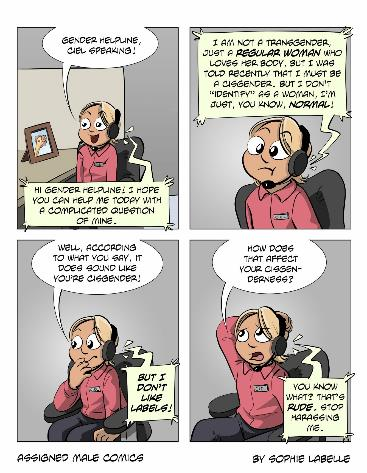 GENDER HELPLINE,
CIEL SPEAKING!
HI GENDER HELPLINE! I HOPE
YOU CAN HELP ME TODAY WITH
A COMPLICATED QUESTION
OF MINE.
I AM NOT A TRANSGENDER,
JUST A REGULAR WOMAN WHO
LOVES HER BODY, BUT I WAS
TOLD RECENTLY THAT I MUST BE
A CISGENDER. BUT I DON'T
"IDENTIFY" AS A WOMAN. I'M
JUST, YOU KNOW, NORMAL!
WELL, ACCORDING
TO WHAT YOU SAY, IT
DOES SOUND LIKE
YOU'RE CISGENDER!
BUT I
DON'T
LIKE
LABELS!
HOW DOES
THAT AFFECT
YOUR CISGEN-
DERNESS?
YOU KNOW
WHAT? THAT'S
RUDE. STOP
HARASSING
ME.
ASSIGNED MALE COMICS
BY SOPHIE LABELLE